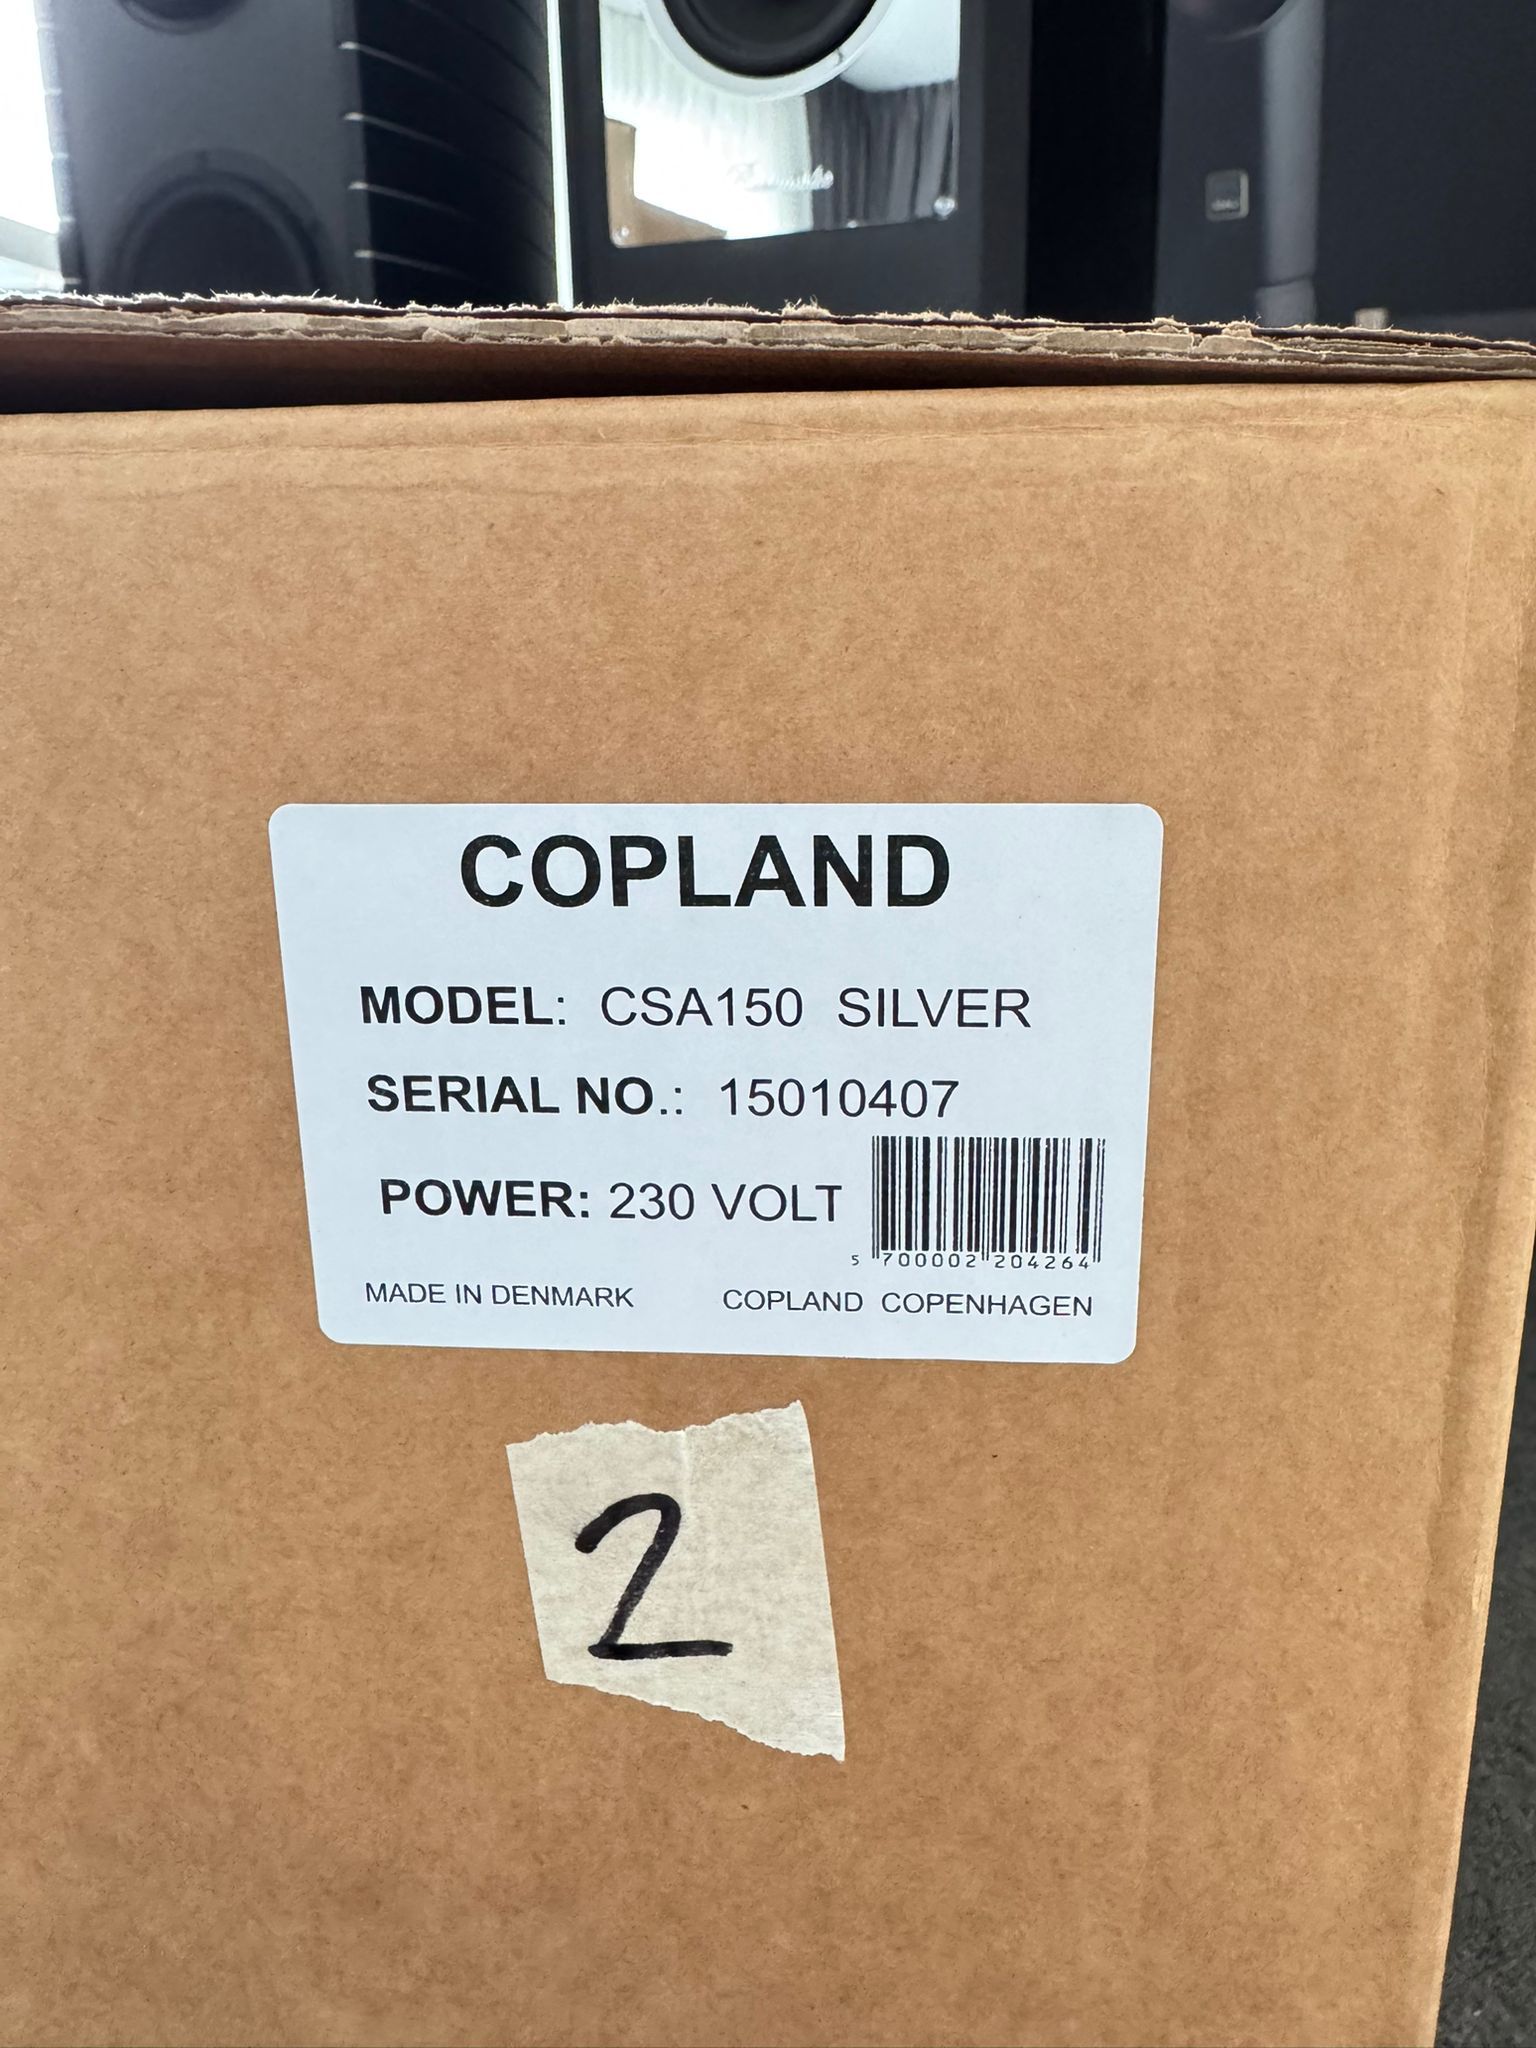 COPLAND
MODEL: CSA150 SILVER
SERIAL NO.: 15010407
POWER: 230 VOLT
5 700002 204264
MADE IN DENMARK COPLAND COPENHAGEN
2